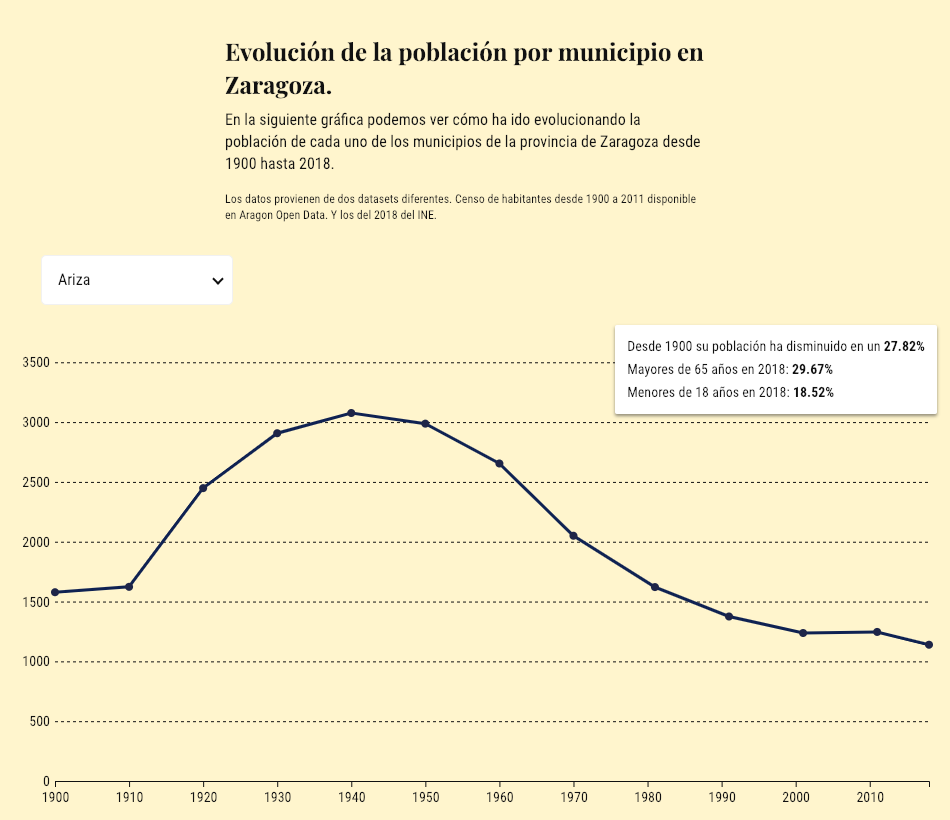 Evolución de la población por municipio en
Zaragoza.
En la siguiente gráfica podemos ver cómo ha ido evolucionando la
población de cada uno de los municipios de la provincia de Zaragoza desde
1900 hasta 2018.
Los datos provienen de dos datasets diferentes. Censo de habitantes desde 1900 a 2011 disponible
en Aragon Open Data. Y los del 2018 del INE.
Ariza
Desde 1900 su población ha disminuido en un 27.82%
Mayores de 65 años en 2018: 29.67%
Menores de 18 años en 2018: 18.52%
3500
3000
2500
2000
1500
1000
500
0
1900 1910 1920 1930 1940 1950 1960 1970 1980 1990 2000 2010